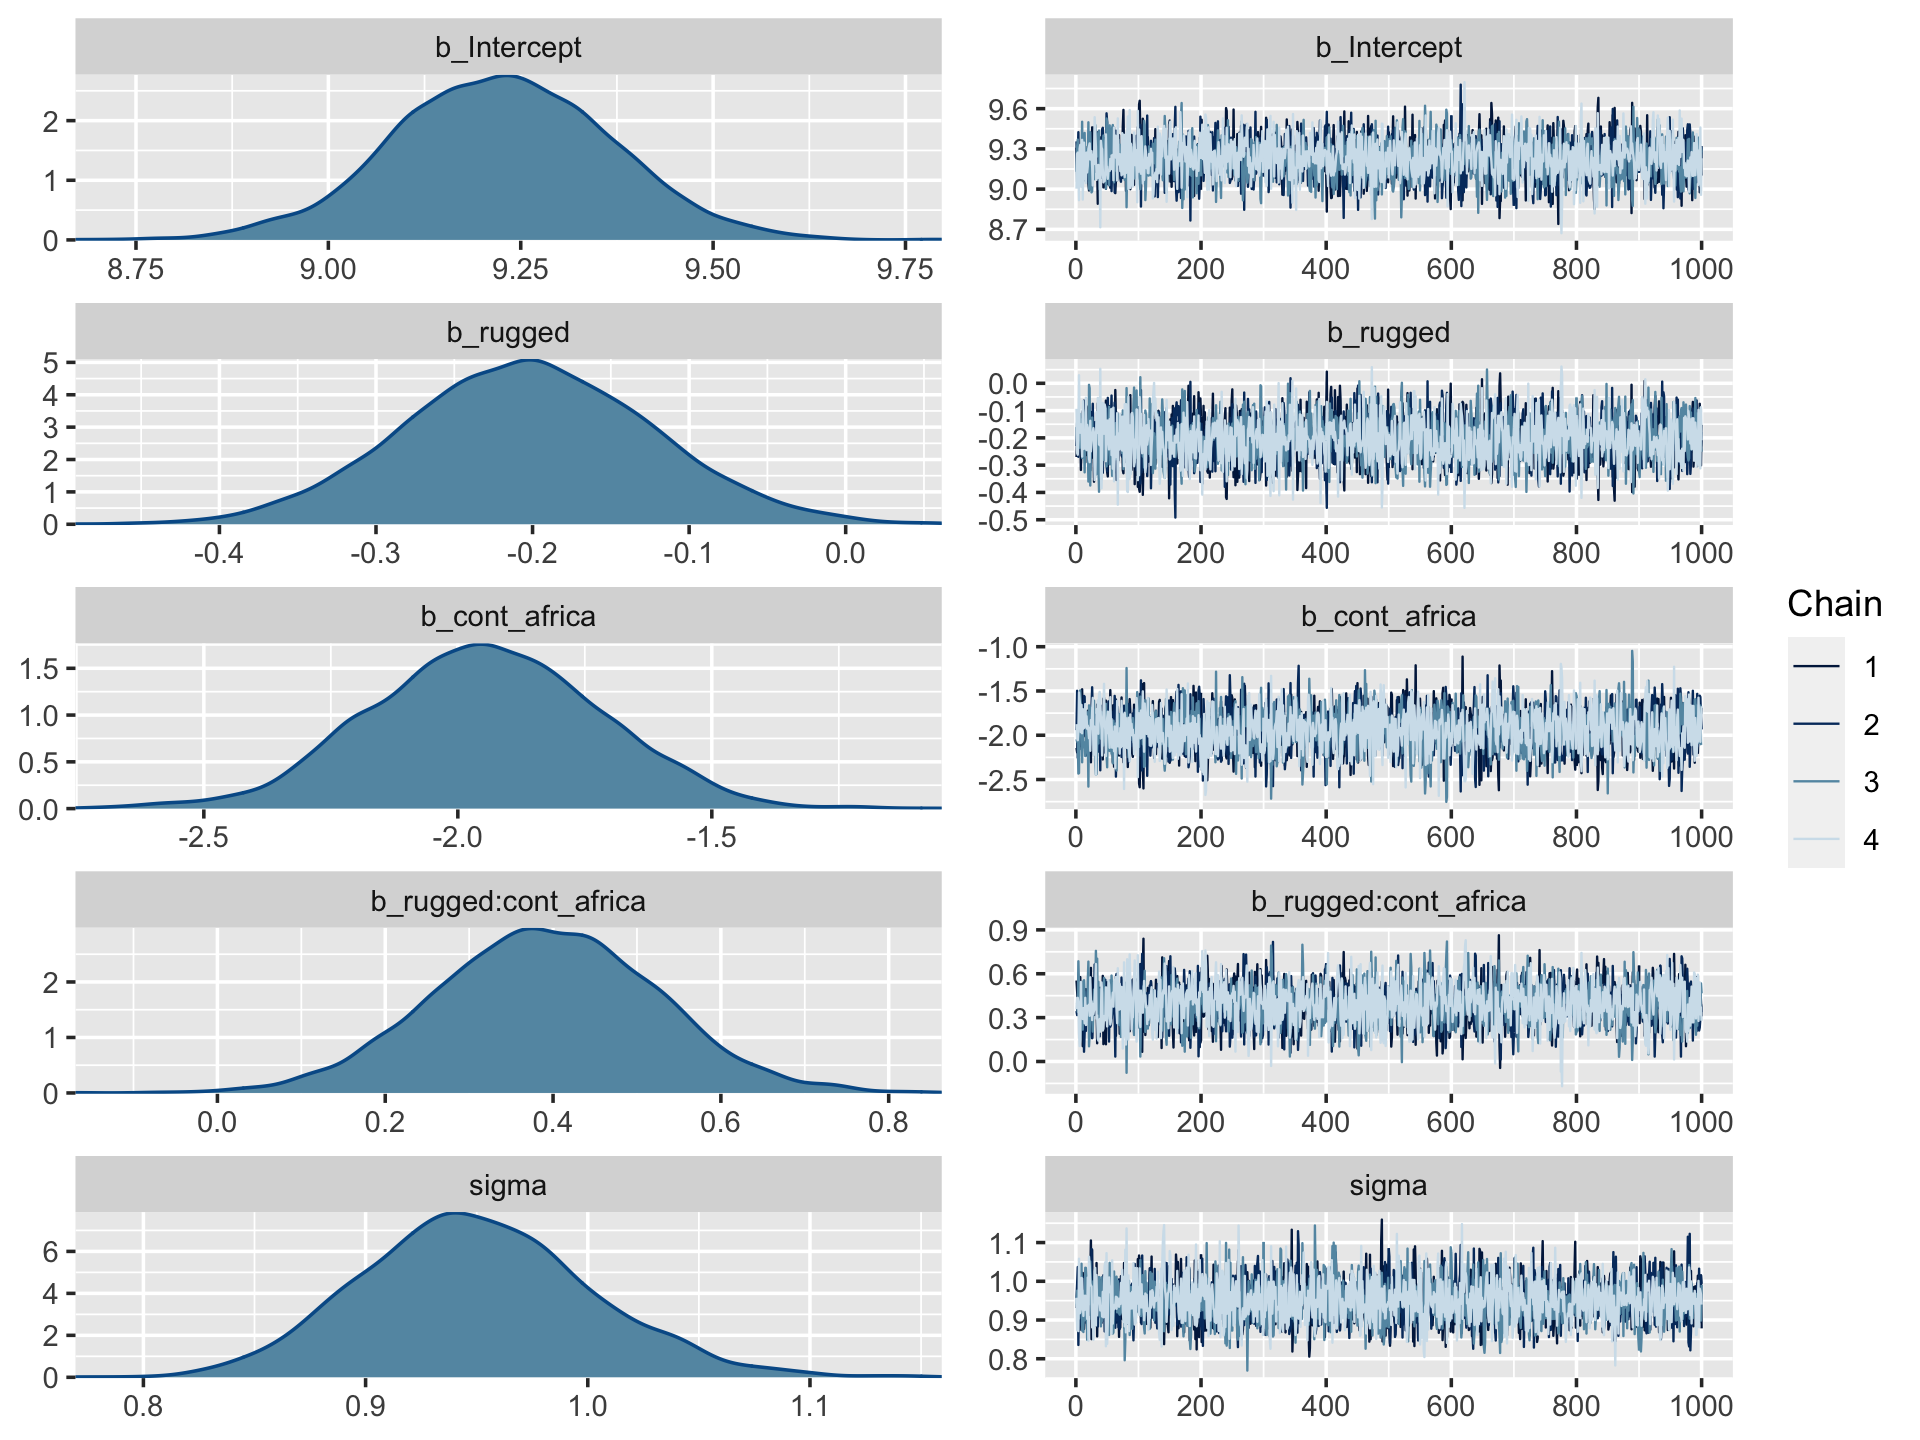 b_Intercept
2
1
0
8.75 9.00 9.25 9.50 9.75
b_Intercept
9.6
9.3
9.0
8.7
0 200 400 600 800 1000
b_rugged
5
4
3
2
1
0
-0.4 -0.3 -0.2 -0.1 0.0
b_rugged
0.0
-0.1
-0.2
-0.3
-0.4
-0.5
0 200 400 600 800 1000
b_cont_africa
1.5
1.0
0.5
0.0
-2.5 -2.0 -1.5
b_cont_africa
-1.0
-1.5
-2.0
-2.5
0 200 400 600 800 1000
b_rugged:cont_africa
2
1
0
0.0 0.2 0.4 0.6 0.8
b_rugged:cont_africa
0.9
0.6
0.3
0.0
0 200 400 600 800 1000
sigma
6
4
2
0
0.8 0.9 1.0 1.1
sigma
1.1
1.0
0.9
0.8
0 200 400 600 800 1000
Chain
1
2
3
4